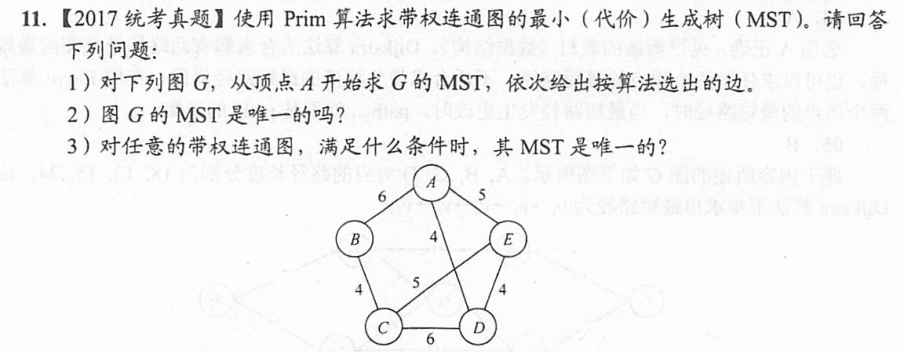 11.【2017 统考真题】使用 Prim 算法求带权连通图的最小（代价）生成树（MST）。请回答
下列问题：
1）对下列图 G，从顶点 A 开始求 G 的 MST，依次给出按算法选出的边。
2）图 G 的 MST 是唯一的吗？
3）对任意的带权连通图，满足什么条件时，其 MST 是唯一的？
A
6 5
B 4 E
4 5 4
C 6 D